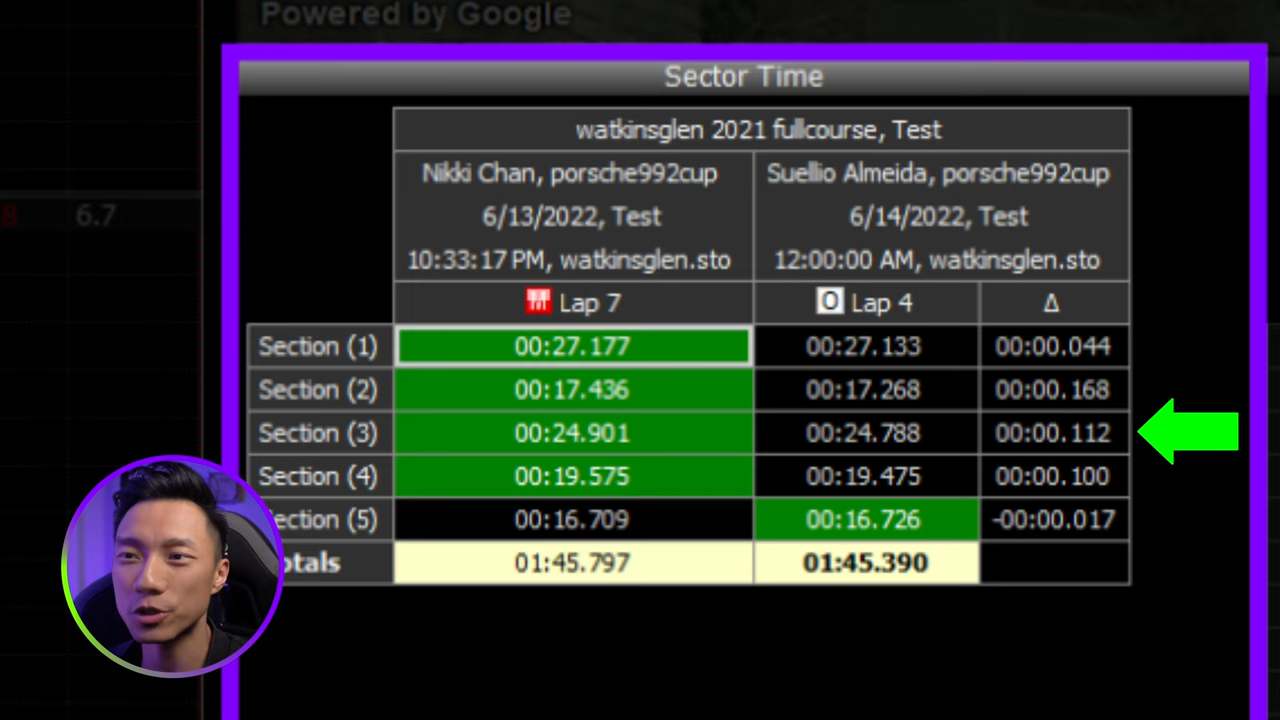 Powered by Google
Sector Time
watkinsglen 2021 fullcourse, Test
Nikki Chan, porsche992cup Suellio Almeida, porsche992cup
6/13/2022, Test 6/14/2022, Test
10:33:17 PM, watkinsglen.sto 12:00:00 AM, watkinsglen.sto
M Lap 7 O Lap 4 Δ
Section (1) 00:27.177 00:27.133 00:00.044
Section (2) 00:17.436 00:17.268 00:00.168
8 6.7
Section (3) 00:24.901 00:24.788 00:00.112
Section (4) 00:19.575 00:19.475 00:00.100
ection (5) 00:16.709 00:16.726 -00:00.017
otals 01:45.797 01:45.390